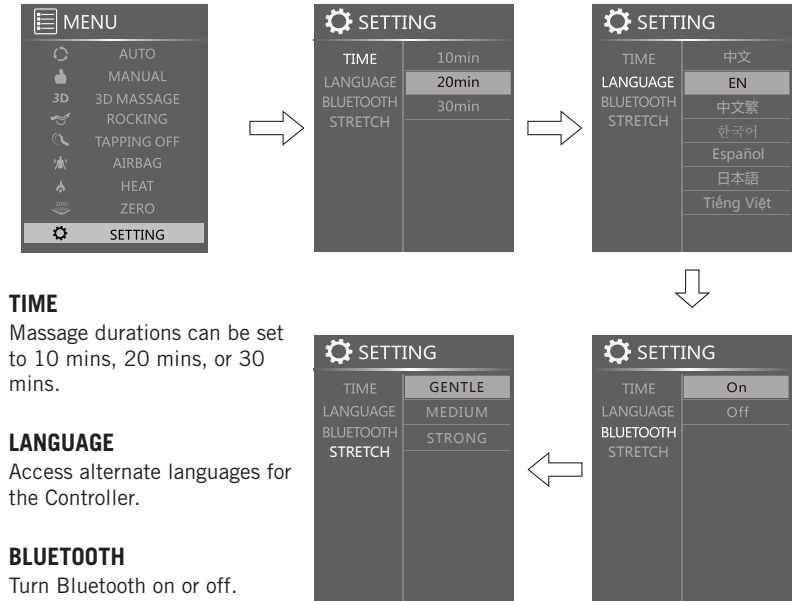 MENU
AUTO
MANUAL
3D 3D MASSAGE
ROCKING
TAPPING OFF
AIRBAG
HEAT
ZERO ZERO
SETTING
SETTING
TIME 10min
LANGUAGE 20min
BLUETOOTH 30min
STRETCH
SETTING
TIME 中文
LANGUAGE EN
BLUETOOTH 中文繁
STRETCH 한국어
Español
日本語
Tiếng Việt
SETTING
TIME On
LANGUAGE Off
BLUETOOTH
STRETCH
SETTING
TIME GENTLE
LANGUAGE MEDIUM
BLUETOOTH STRONG
STRETCH
TIME
Massage durations can be set
to 10 mins, 20 mins, or 30
mins.
LANGUAGE
Access alternate languages for
the Controller.
BLUETOOTH
Turn Bluetooth on or off.